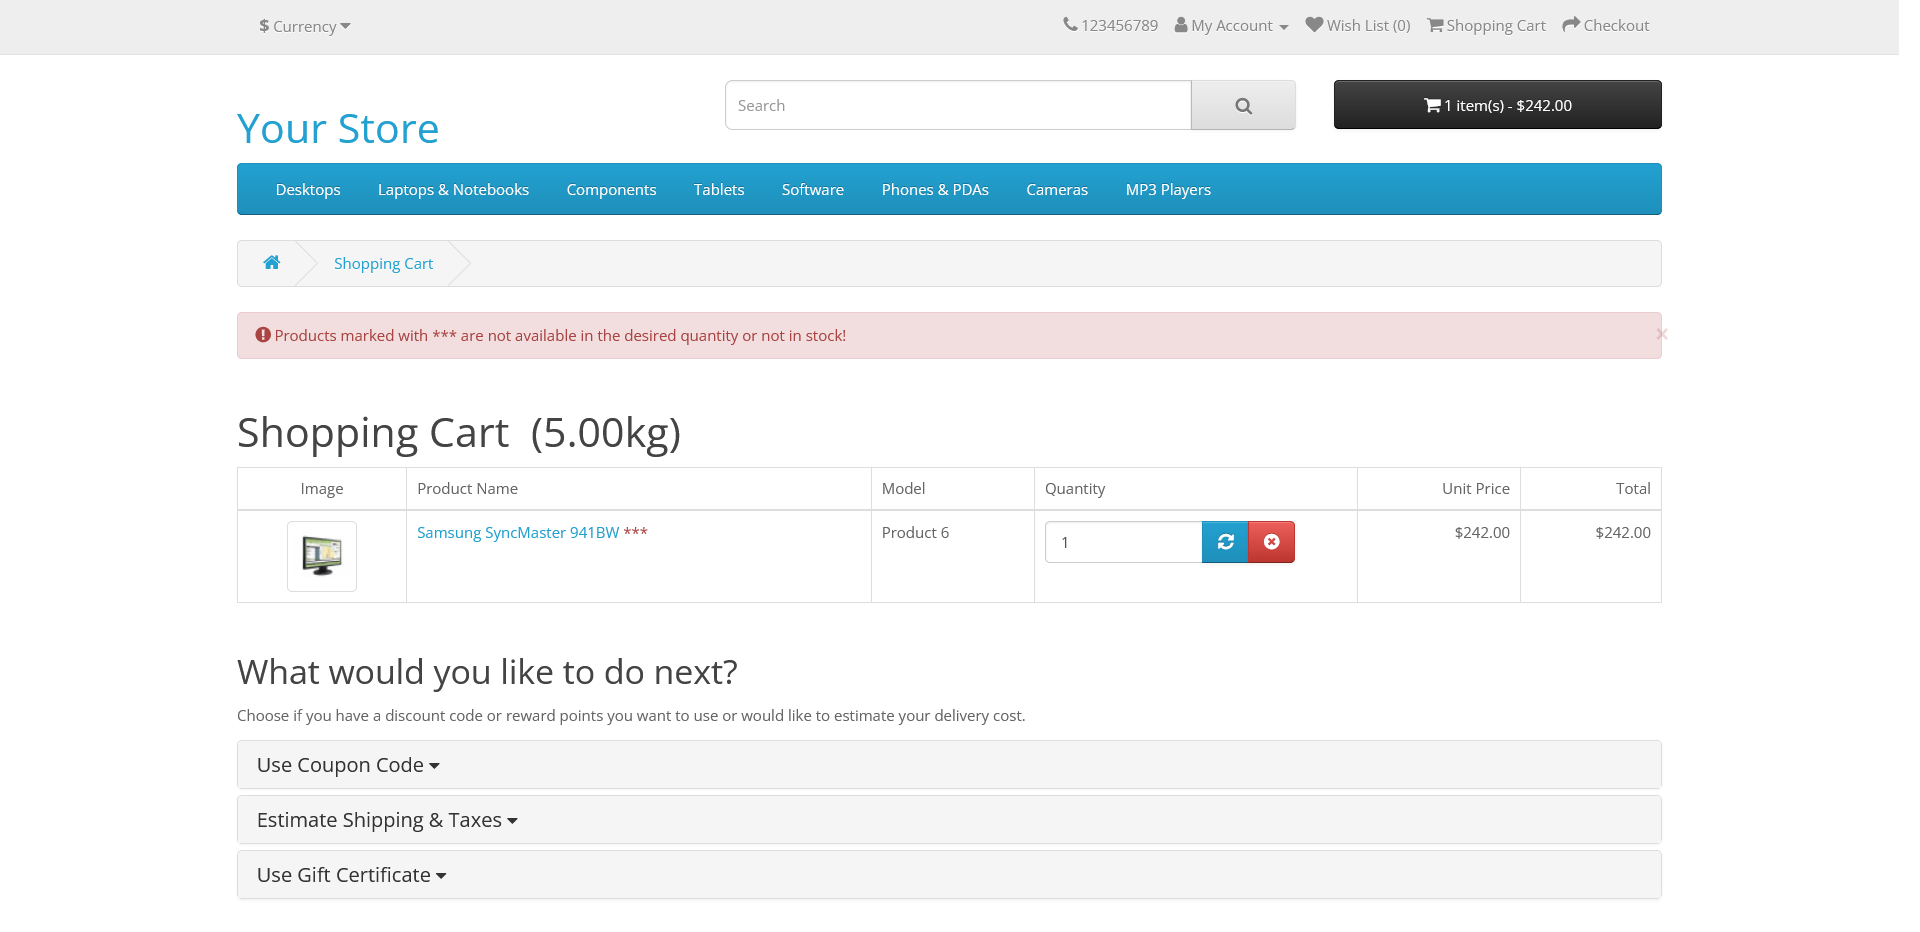 $ Currency
123456789 My Account Wish List (0) Shopping Cart Checkout
Your Store
Search
1 item(s) - $242.00
Desktops Laptops & Notebooks Components Tablets Software Phones & PDAs Cameras MP3 Players
Shopping Cart
Products marked with *** are not available in the desired quantity or not in stock! ×
Shopping Cart (5.00kg)
Image Product Name Model Quantity Unit Price Total
Samsung SyncMaster 941BW *** Product 6 1 $242.00 $242.00
What would you like to do next?
Choose if you have a discount code or reward points you want to use or would like to estimate your delivery cost.
Use Coupon Code
Estimate Shipping & Taxes
Use Gift Certificate